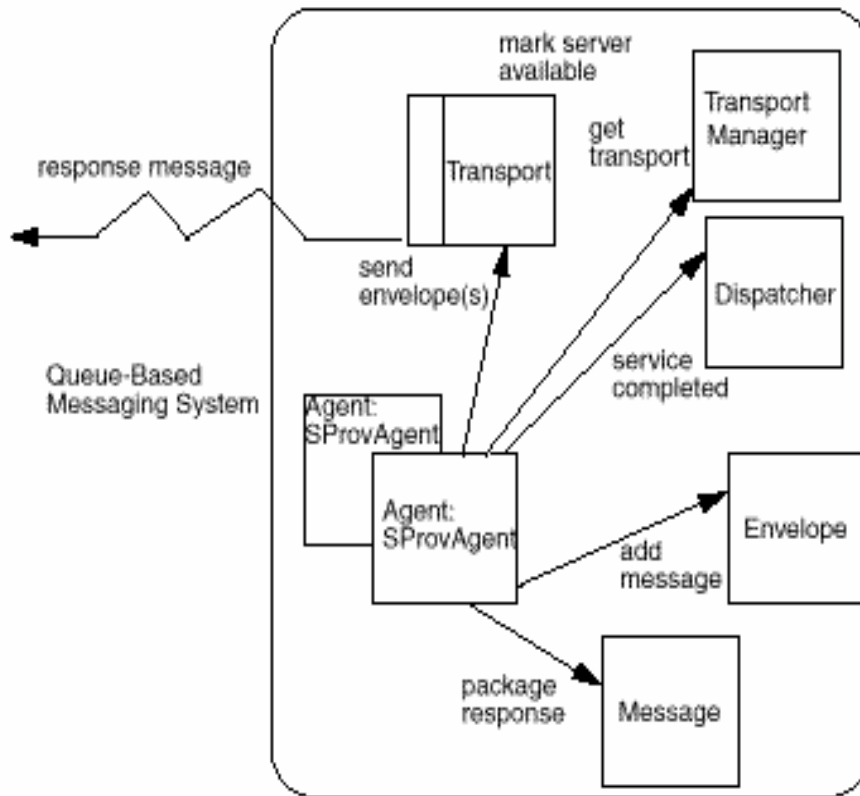 mark server
available
Transport
Manager
get
transport
Transport
response message
send
envelope(s)
Dispatcher
service
completed
Queue-Based
Messaging System
Agent:
SProvAgent
Agent:
SProvAgent
Envelope
add
message
package
response
Message